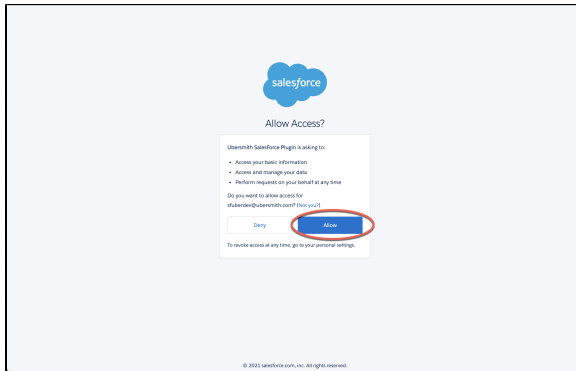 salesforce
Allow Access?
Ubersmith SalesForce Plugin is asking to:
• Access your basic information
• Access and manage your data
• Perform requests on your behalf at any time
Do you want to allow access for
sfuberdev@ubersmith.com? (Not you?)
Deny Allow
To revoke access at any time, go to your personal settings.
© 2021 salesforce.com, inc. All rights reserved.